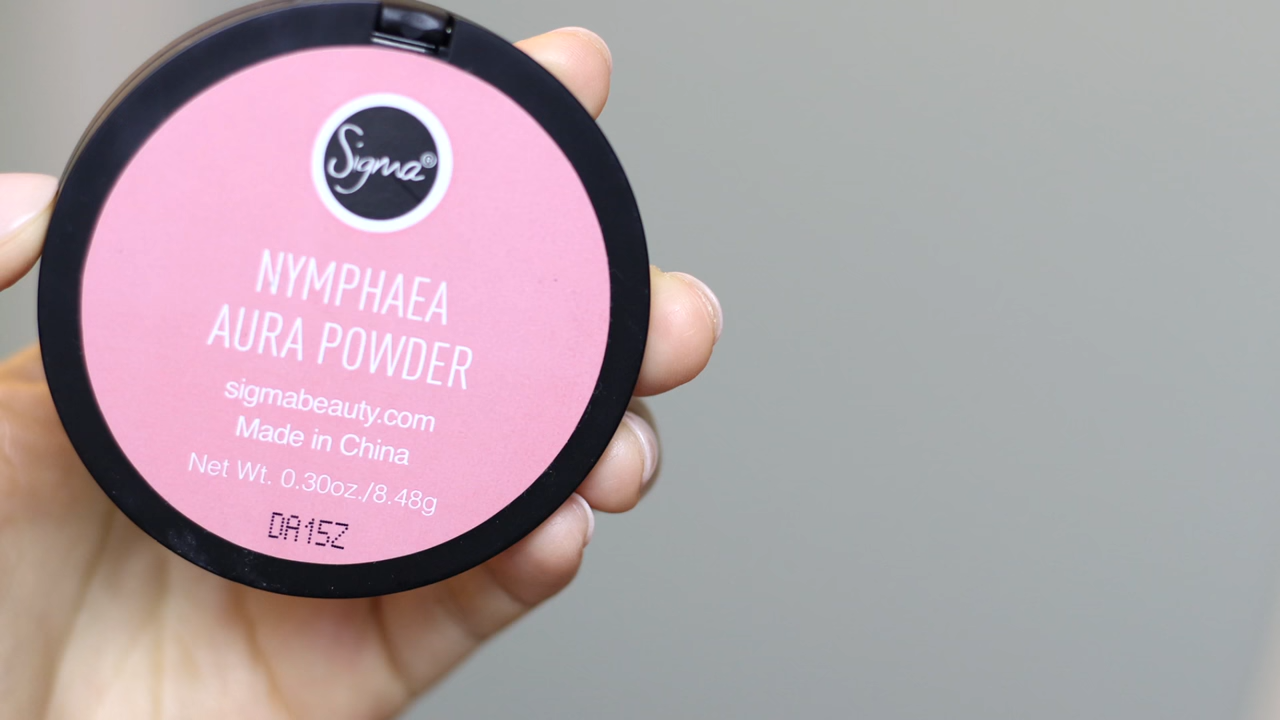 Sigma©
NYMPHAEA
AURA POWDER
sigmabeauty.com
Made in China
Net Wt. 0.30oz./8.48g
DA15Z